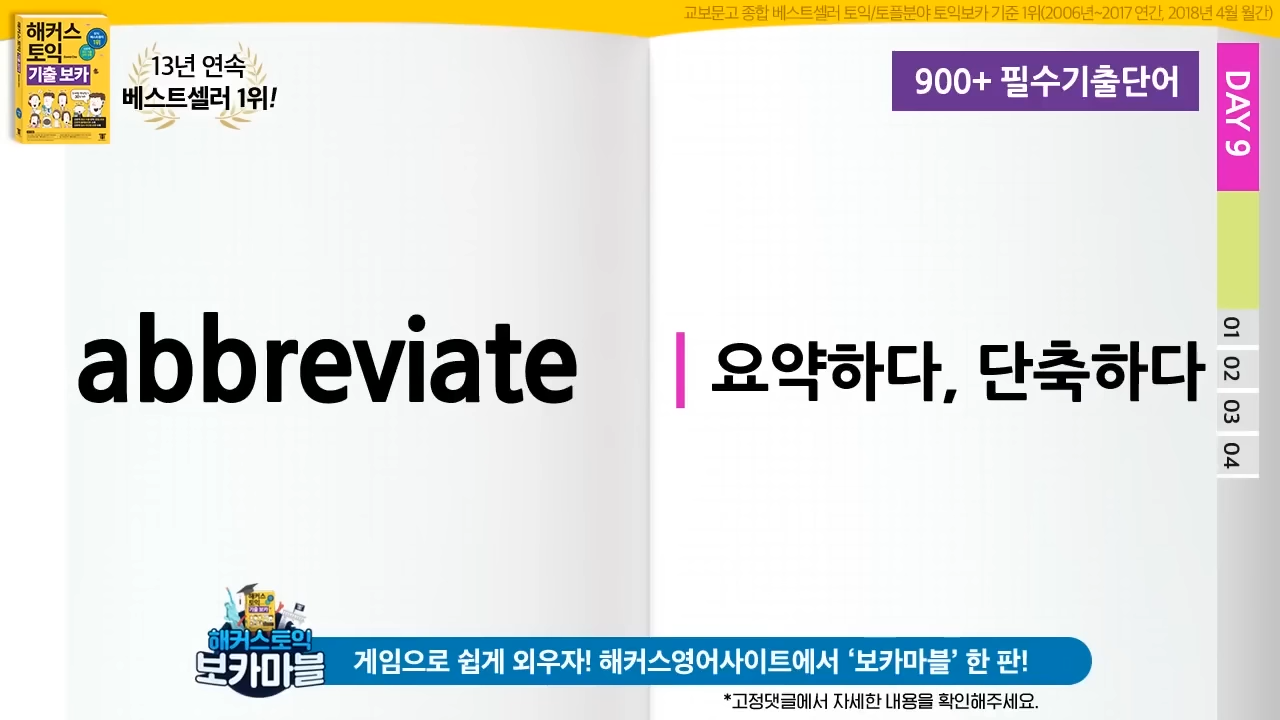 교보문고 종합 베스트셀러 토익/토플분야 토익보카 기준 1위(2006년~2017 연간, 2018년 4월 월간)
해커스
토익
기출 보카
13년 연속
베스트셀러 1위!
900+ 필수기출단어
DAY 9
abbreviate
요약하다, 단축하다
01
02
03
04
해커스토익
보카마블
게임으로 쉽게 외우자! 해커스영어사이트에서 ‘보카마블’ 한 판!
*고정댓글에서 자세한 내용을 확인해주세요.